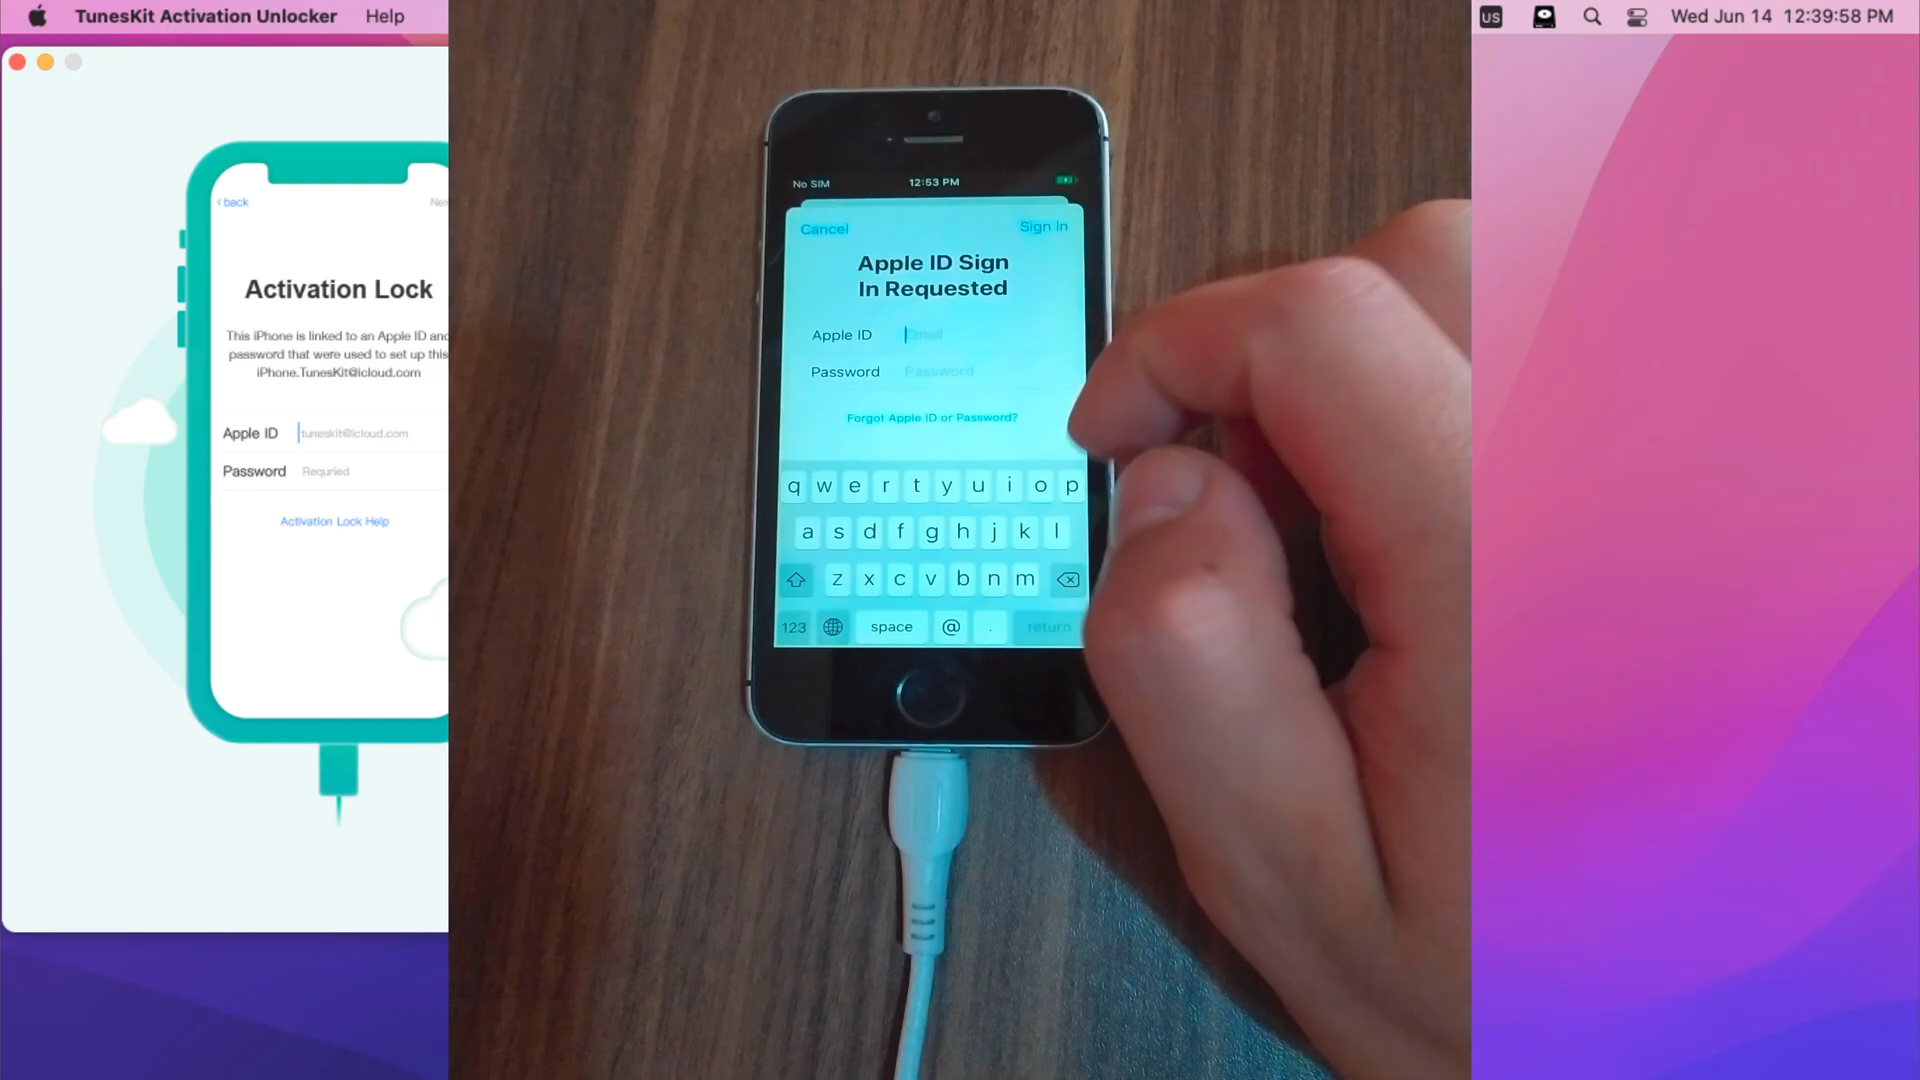 TunesKit Activation Unlocker Help
US
Wed Jun 14 12:39:58 PM
back
Activation Lock
This iPhone is linked to an Apple ID and
password that were used to set up this
iPhone.TunesKit@icloud.com
Apple ID tuneskit@icloud.com
Password Requried
Activation Lock Help
No SIM 12:53 PM
Cancel Sign In
Apple ID Sign
In Requested
Apple ID Email
Password Password
Forgot Apple ID or Password?
q w e r t y u i o p
a s d f g h j k l
z x c v b n m
123 space @ . return